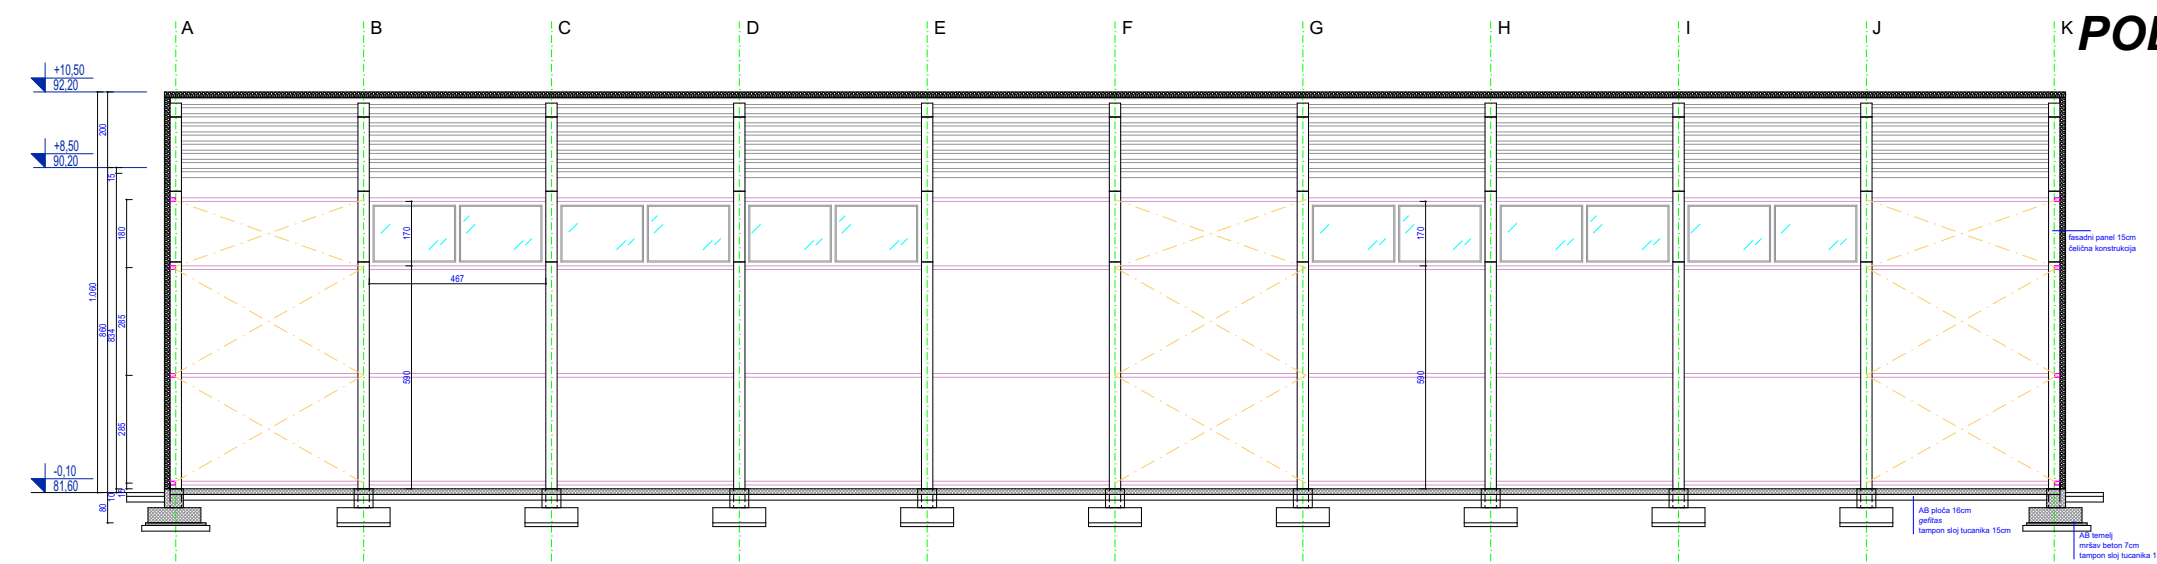 A B C D E F G H I J K
POD
+10,50
92,20
200
+8,50
90,20
15
180
170
170
fasadni panel 15cm
čelična konstrukcija
467
1.060
860
834
285
590
590
285
-0,10
81,60
10
80
AB ploča 16cm
gefitas
tampon sloj tucanika 15cm
AB temelj
mršav beton 7cm
tampon sloj tucanika 1